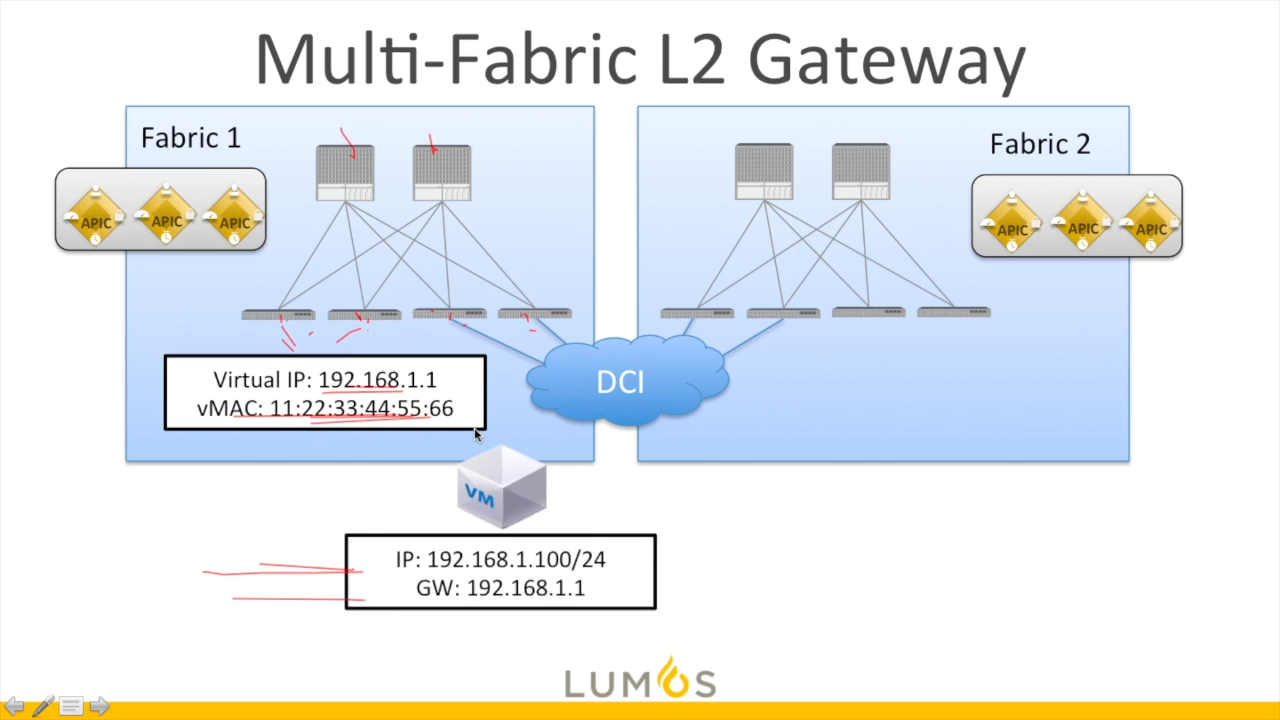 Multi-Fabric L2 Gateway
Fabric 1
Fabric 2
APIC APIC APIC
APIC APIC APIC
Virtual IP: 192.168.1.1
vMAC: 11:22:33:44:55:66
DCI
VM
IP: 192.168.1.100/24
GW: 192.168.1.1
LUMOS